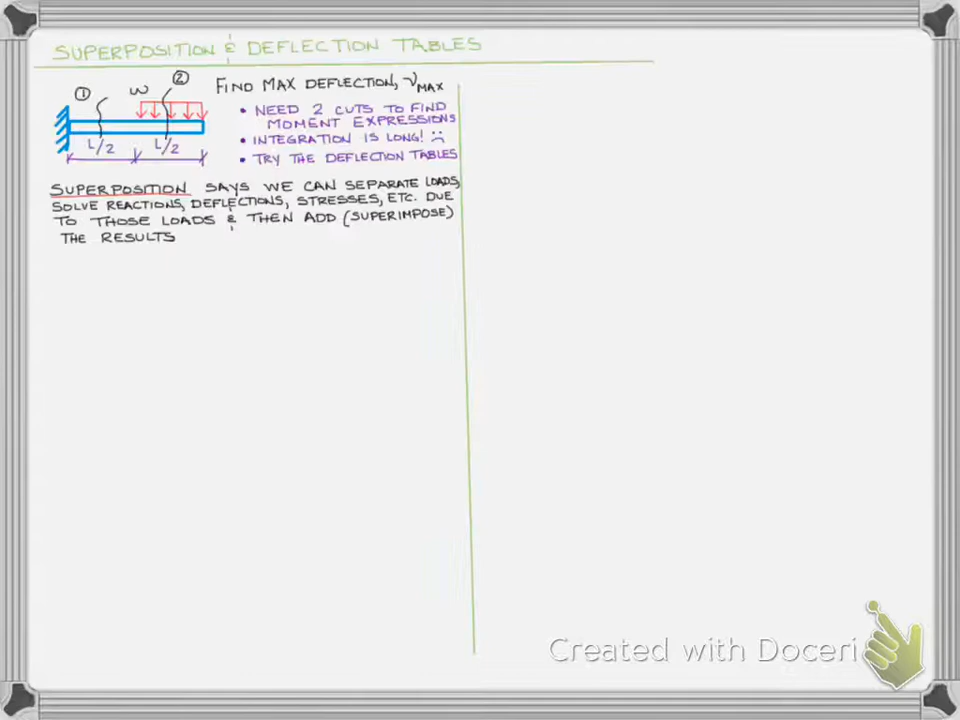 SUPERPOSITION & DEFLECTION TABLES
① ② w
L/2 L/2
FIND MAX DEFLECTION, νMAX
• NEED 2 CUTS TO FIND
MOMENT EXPRESSIONS
• INTEGRATION IS LONG! :(
• TRY THE DEFLECTION TABLES
SUPERPOSITION SAYS WE CAN SEPARATE LOADS,
SOLVE REACTIONS, DEFLECTIONS, STRESSES, ETC. DUE
TO THOSE LOADS & THEN ADD (SUPERIMPOSE)
THE RESULTS
Created with Doceri